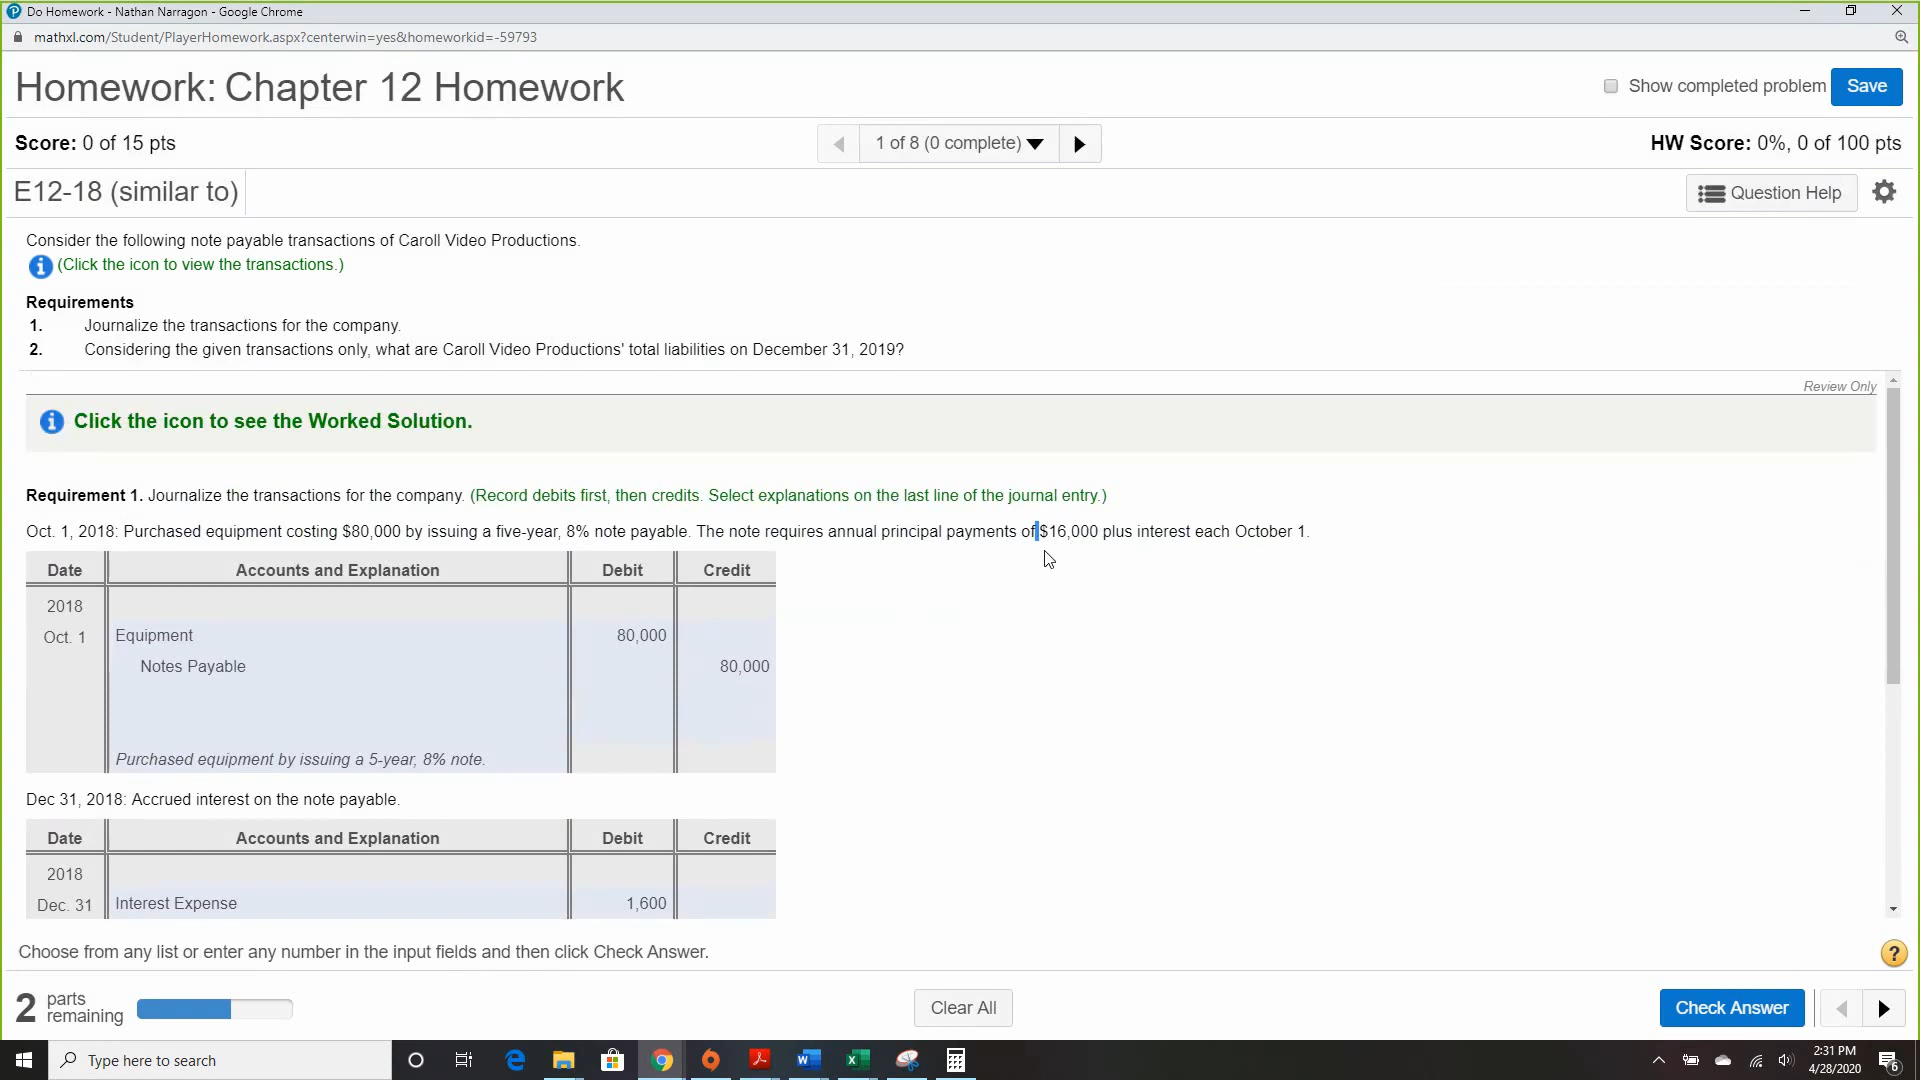 Do Homework - Nathan Narragon - Google Chrome
mathxl.com/Student/PlayerHomework.aspx?centerwin=yes&homeworkid=-59793
Homework: Chapter 12 Homework
Show completed problem
Save
Score: 0 of 15 pts
1 of 8 (0 complete)
HW Score: 0%, 0 of 100 pts
E12-18 (similar to)
Question Help
Consider the following note payable transactions of Caroll Video Productions.
(Click the icon to view the transactions.)
Requirements
1. Journalize the transactions for the company.
2. Considering the given transactions only, what are Caroll Video Productions' total liabilities on December 31, 2019?
Review Only
Click the icon to see the Worked Solution.
Requirement 1. Journalize the transactions for the company. (Record debits first, then credits. Select explanations on the last line of the journal entry.)
Oct. 1, 2018: Purchased equipment costing $80,000 by issuing a five-year, 8% note payable. The note requires annual principal payments of $16,000 plus interest each October 1.
Date Accounts and Explanation Debit Credit
2018
Oct. 1 Equipment 80,000
Notes Payable 80,000
Purchased equipment by issuing a 5-year, 8% note.
Dec 31, 2018: Accrued interest on the note payable.
Date Accounts and Explanation Debit Credit
2018
Dec. 31 Interest Expense 1,600
Choose from any list or enter any number in the input fields and then click Check Answer.
?
2 parts remaining
Clear All
Check Answer
Type here to search
2:31 PM
4/28/2020
6